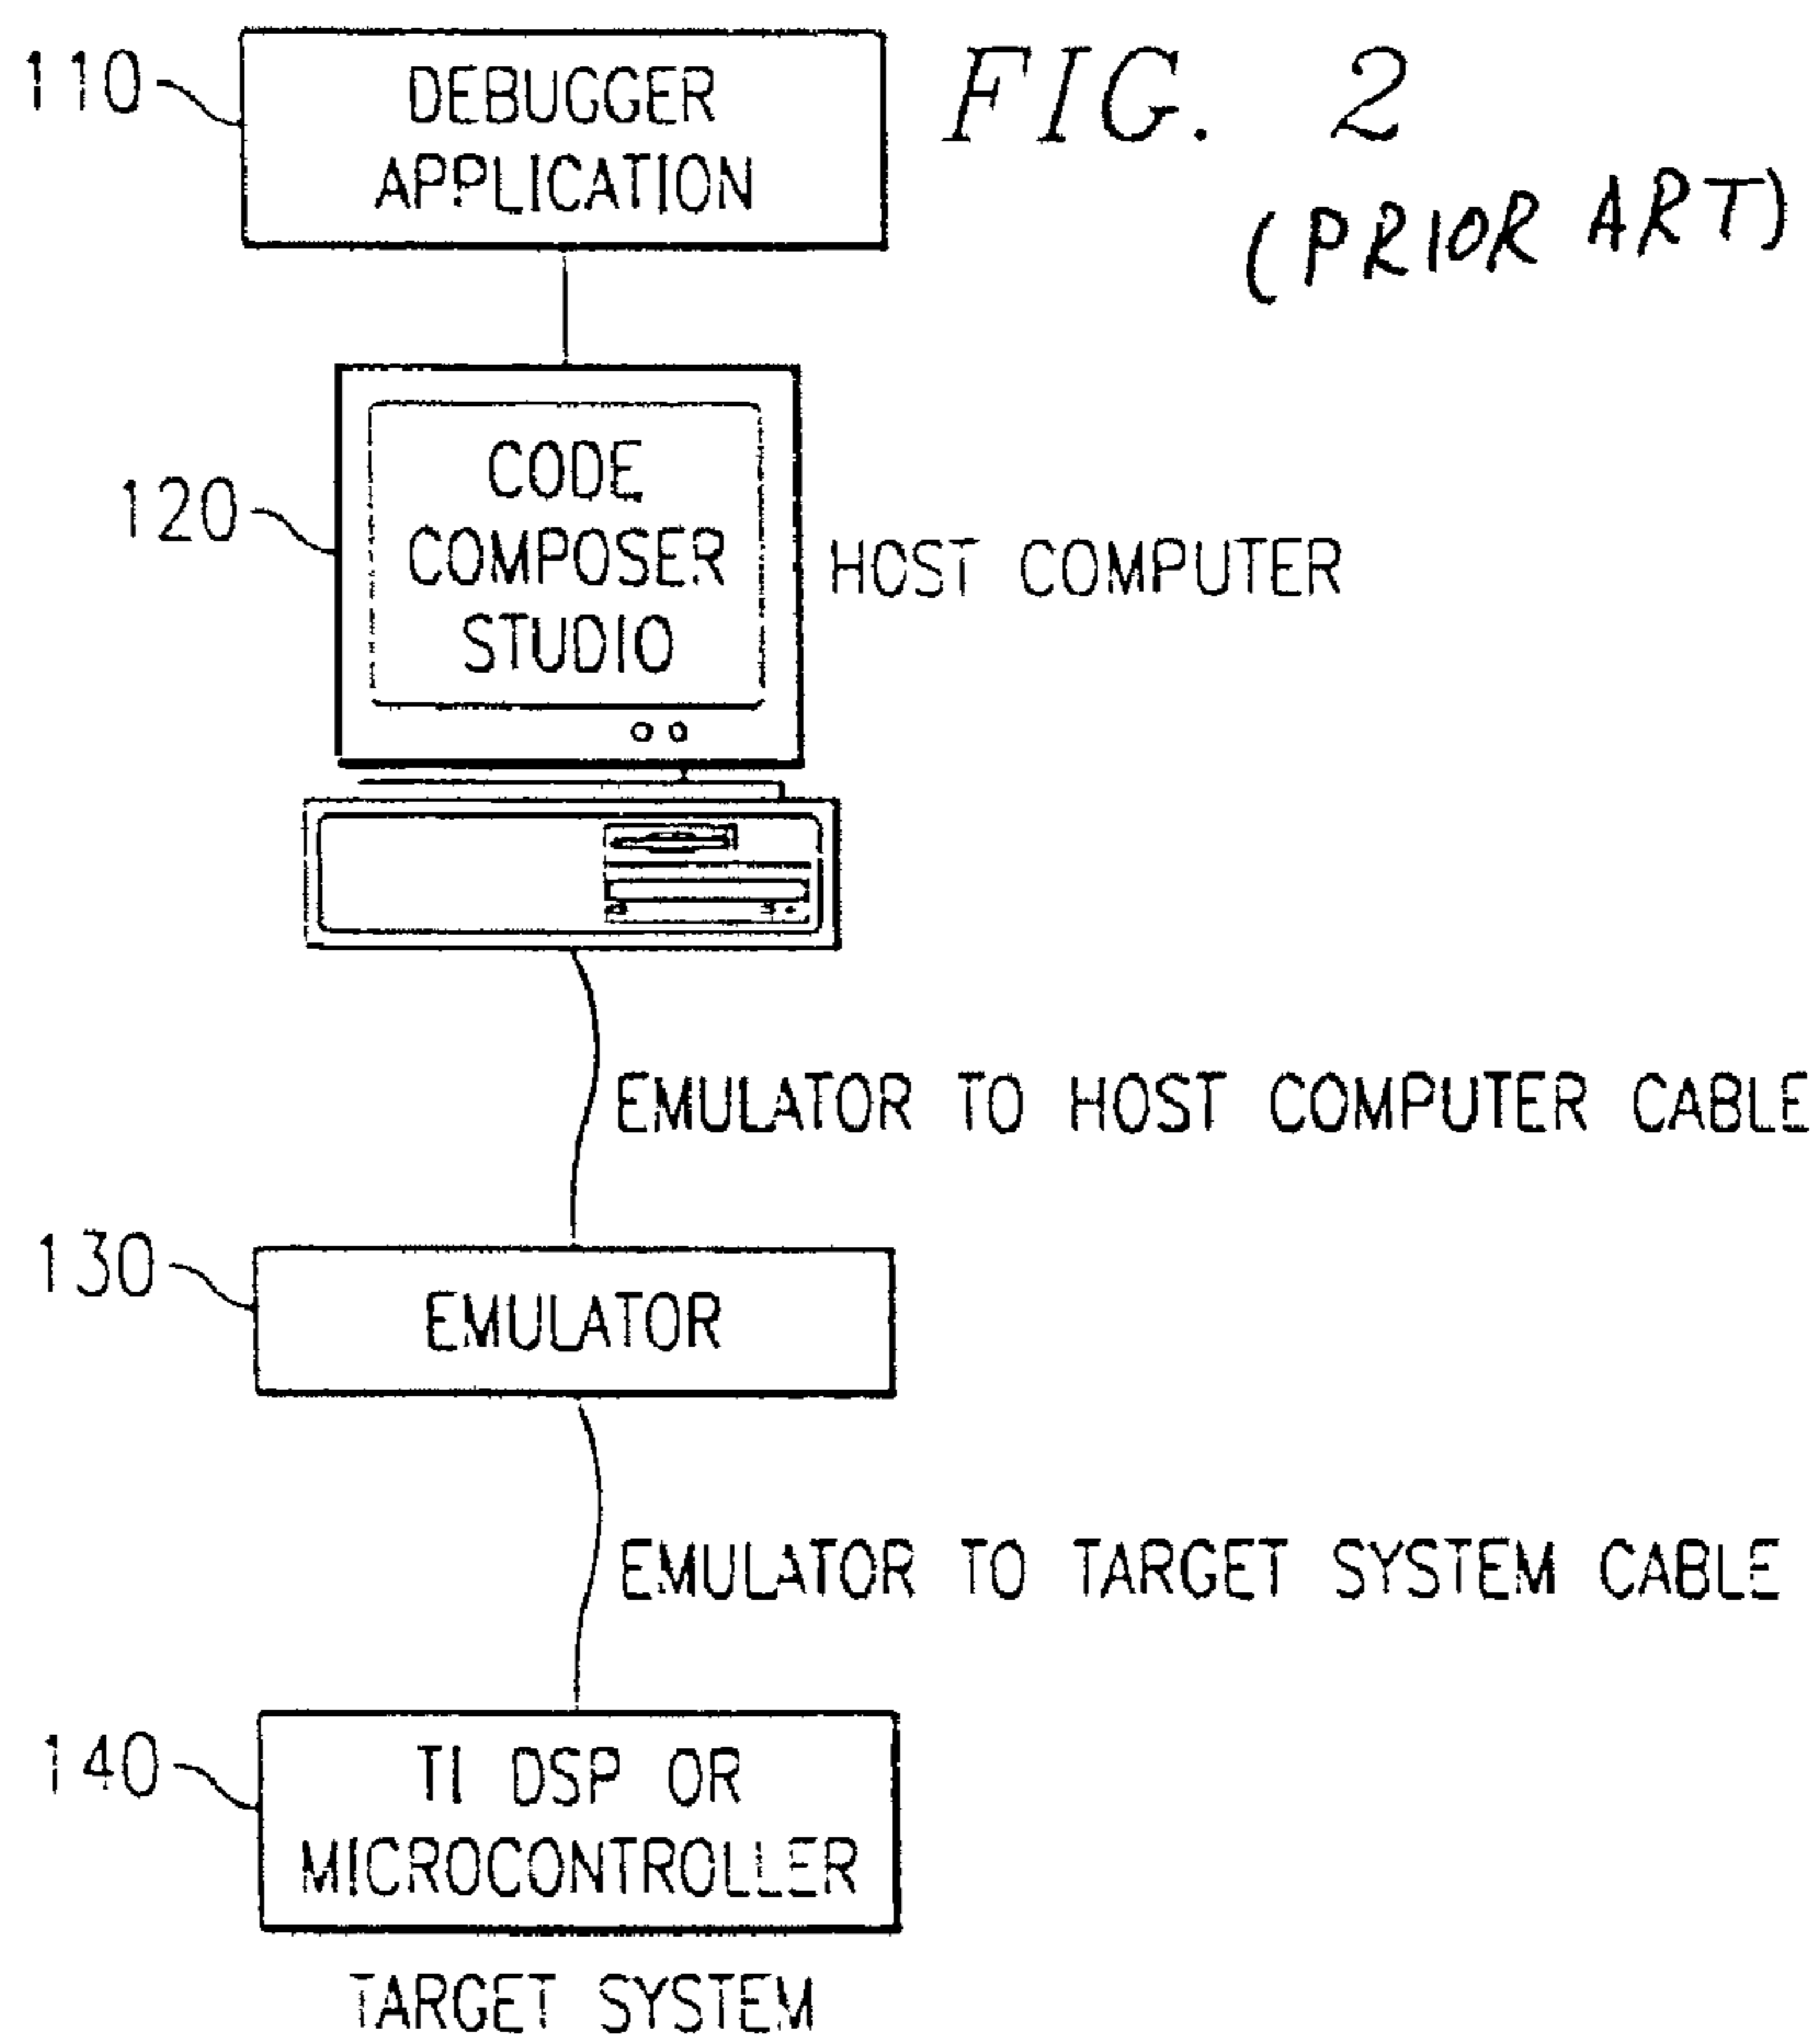 110
DEBUGGER
APPLICATION
FIG. 2
(PRIOR ART)
120
CODE
COMPOSER
STUDIO
HOST COMPUTER
EMULATOR TO HOST COMPUTER CABLE
130
EMULATOR
EMULATOR TO TARGET SYSTEM CABLE
140
TI DSP OR
MICROCONTROLLER
TARGET SYSTEM